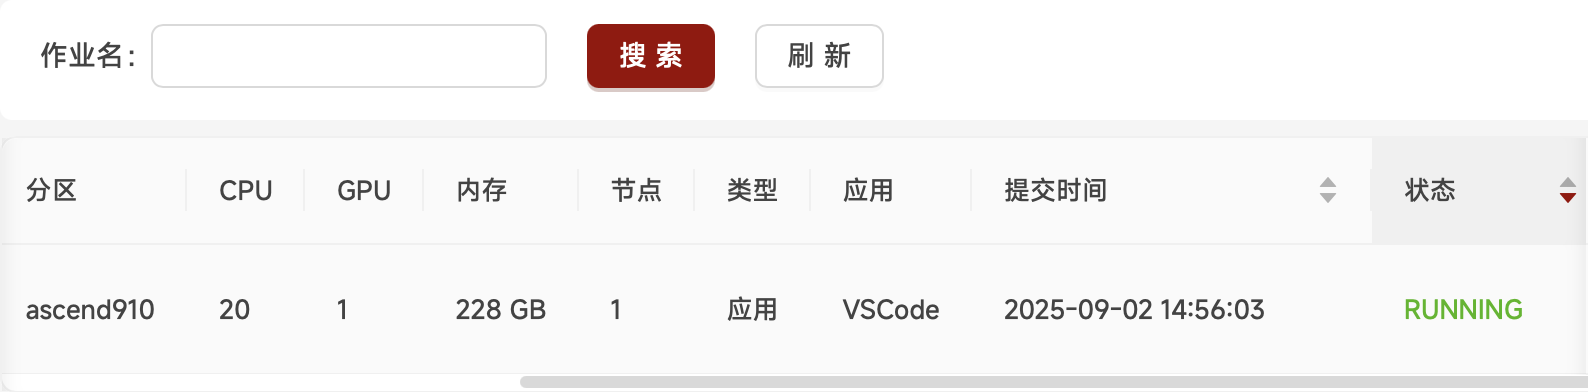 作业名: 搜 索 刷 新
分区 CPU GPU 内存 节点 类型 应用 提交时间 状态
ascend910 20 1 228 GB 1 应用 VSCode 2025-09-02 14:56:03 RUNNING